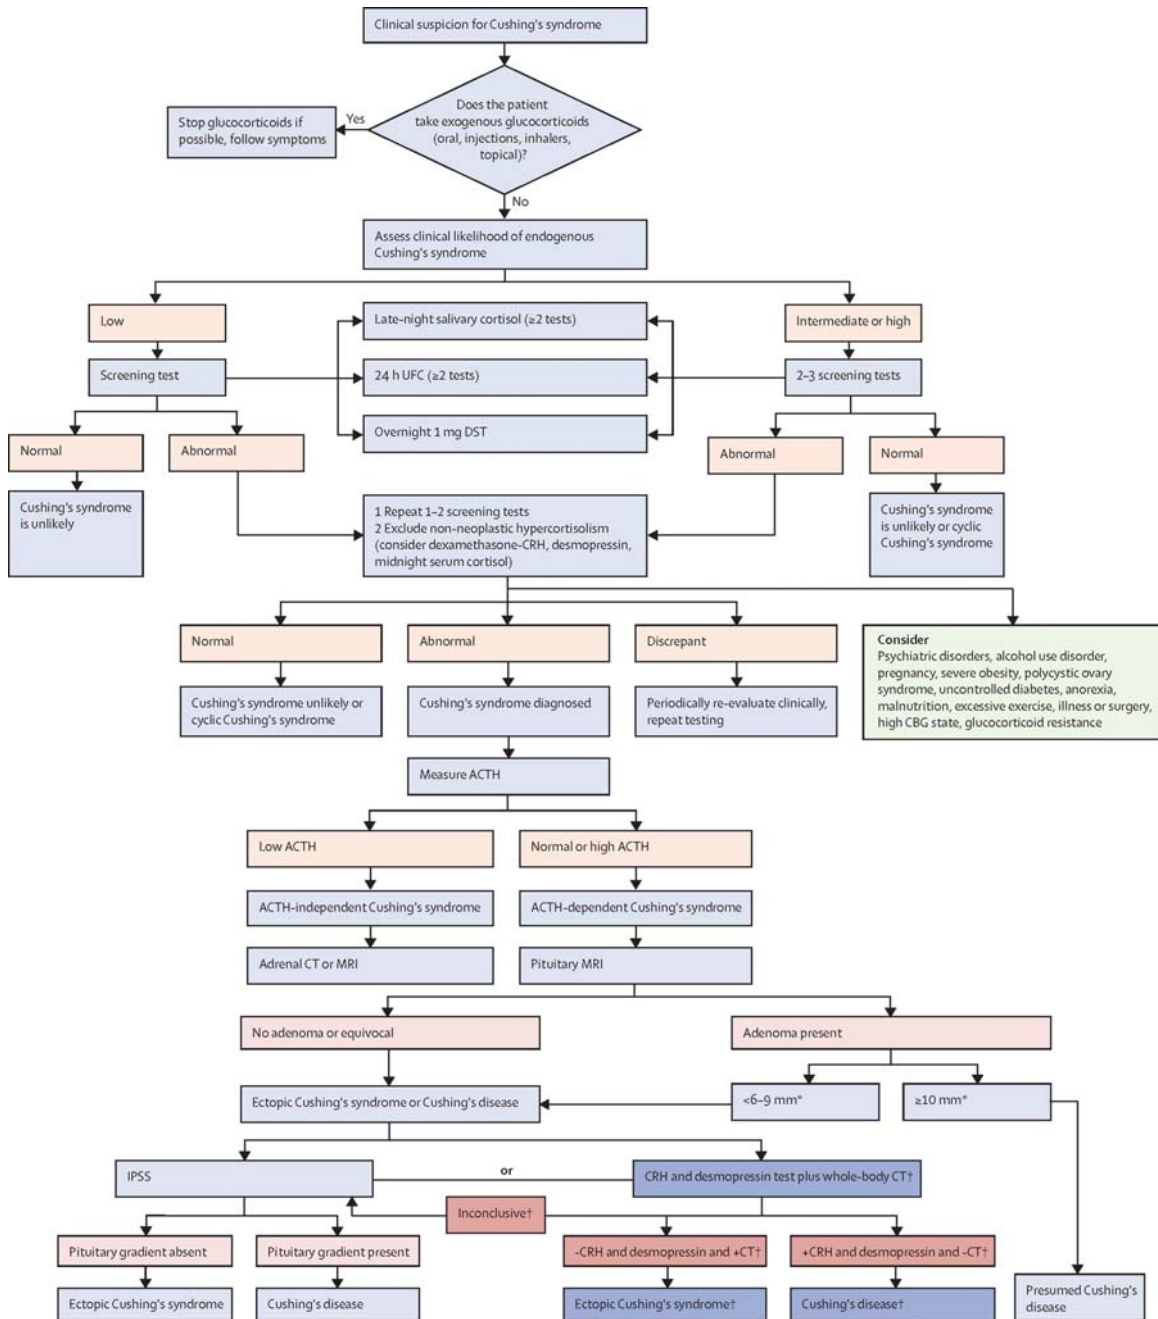 Clinical suspicion for Cushing's syndrome
Does the patient
take exogenous glucocorticoids
(oral, injections, inhalers,
topical)?
Yes
Stop glucocorticoids if
possible, follow symptoms
No
Assess clinical likelihood of endogenous
Cushing's syndrome
Low
Late-night salivary cortisol (≥2 tests)
Intermediate or high
Screening test
24 h UFC (≥2 tests)
2–3 screening tests
Overnight 1 mg DST
Normal
Abnormal
Abnormal
Normal
Cushing's syndrome
is unlikely
1 Repeat 1–2 screening tests
2 Exclude non-neoplastic hypercortisolism
(consider dexamethasone-CRH, desmopressin,
midnight serum cortisol)
Cushing's syndrome
is unlikely or cyclic
Cushing's syndrome
Normal
Abnormal
Discrepant
Consider
Psychiatric disorders, alcohol use disorder,
pregnancy, severe obesity, polycystic ovary
syndrome, uncontrolled diabetes, anorexia,
malnutrition, excessive exercise, illness or surgery,
high CBG state, glucocorticoid resistance
Cushing's syndrome unlikely or
cyclic Cushing's syndrome
Cushing's syndrome diagnosed
Periodically re-evaluate clinically,
repeat testing
Measure ACTH
Low ACTH
Normal or high ACTH
ACTH-independent Cushing's syndrome
ACTH-dependent Cushing's syndrome
Adrenal CT or MRI
Pituitary MRI
No adenoma or equivocal
Adenoma present
Ectopic Cushing's syndrome or Cushing's disease
<6–9 mm*
≥10 mm*
IPSS
or
CRH and desmopressin test plus whole-body CT†
Inconclusive†
Pituitary gradient absent
Pituitary gradient present
-CRH and desmopressin and +CT†
+CRH and desmopressin and -CT†
Ectopic Cushing's syndrome
Cushing's disease
Ectopic Cushing's syndrome†
Cushing's disease†
Presumed Cushing's
disease